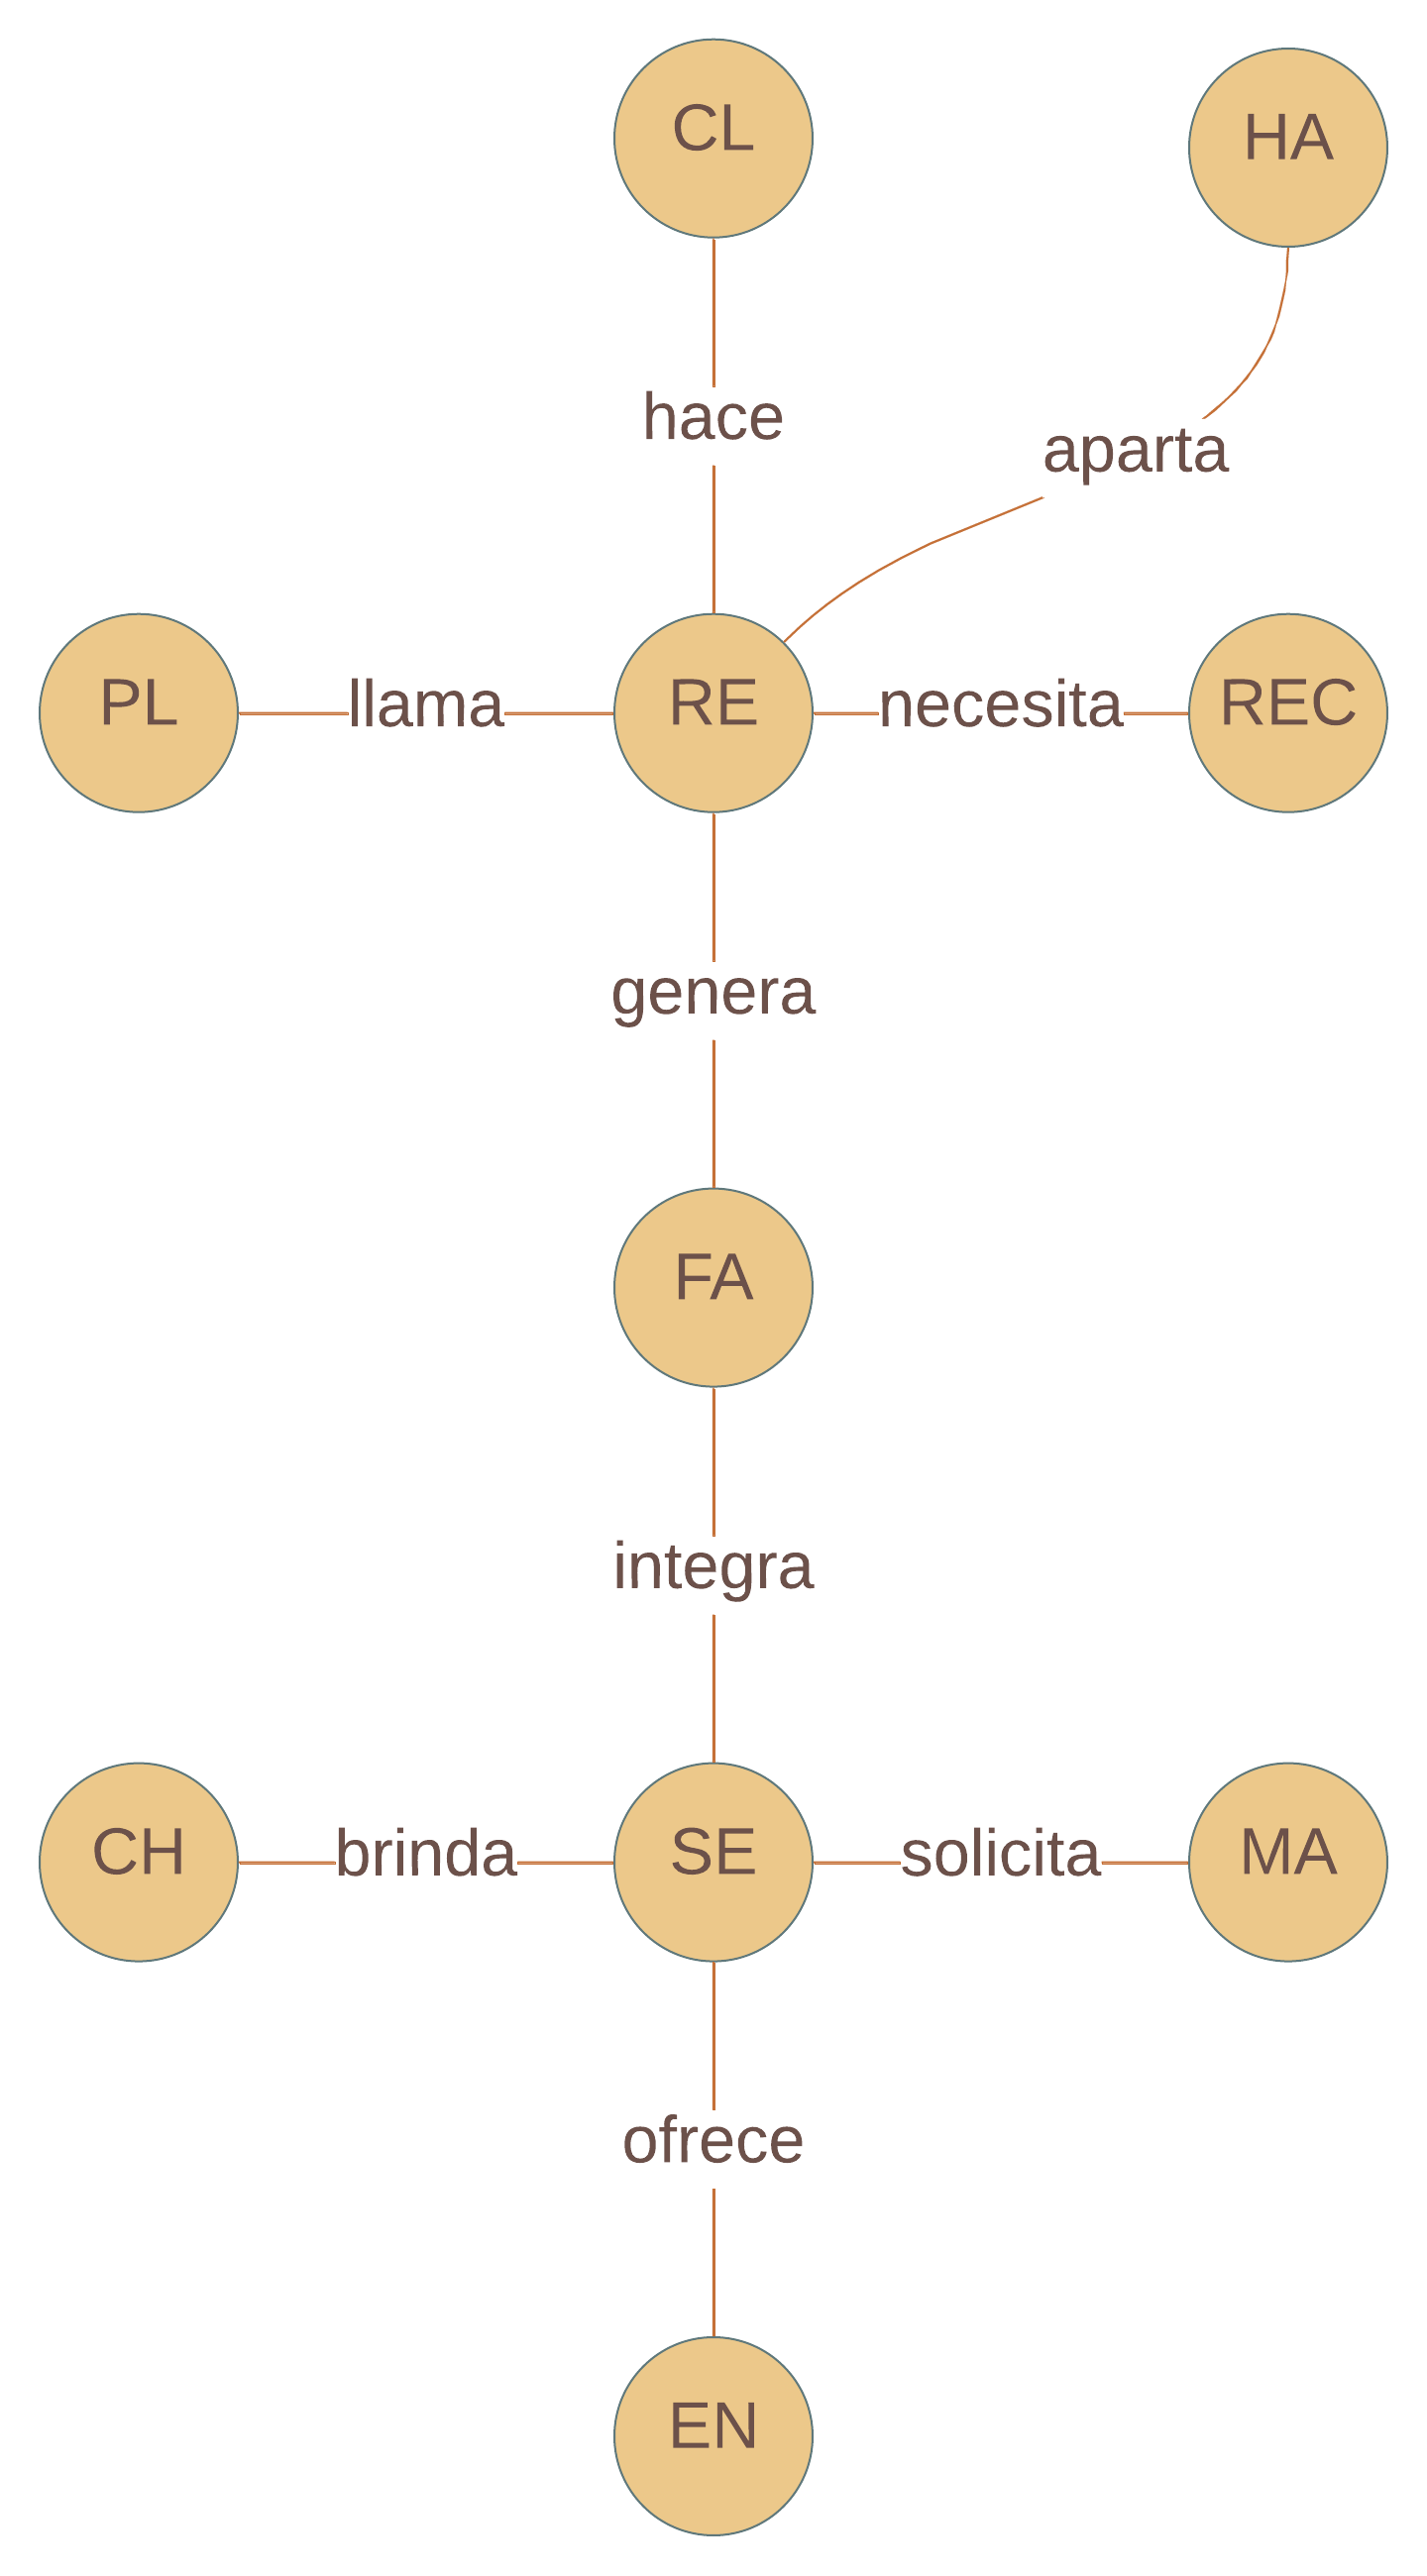 CL
HA
hace
aparta
PL
llama
RE
necesita
REC
genera
FA
integra
CH
brinda
SE
solicita
MA
ofrece
EN